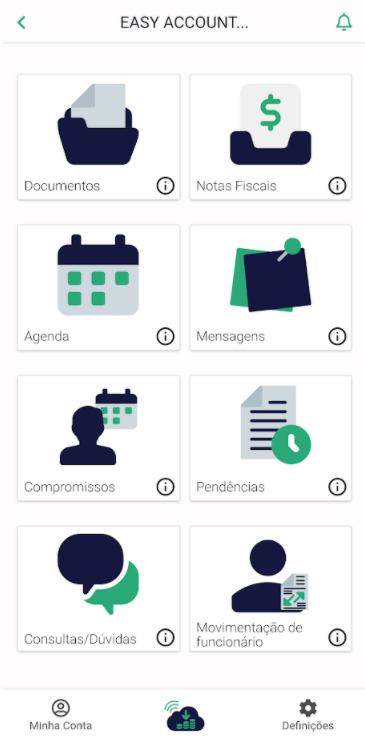 EASY ACCOUNT...
Documentos
Notas Fiscais
Agenda
Mensagens
Compromissos
Pendências
Consultas/Dúvidas
Movimentação de
funcionário
Minha Conta
Definições